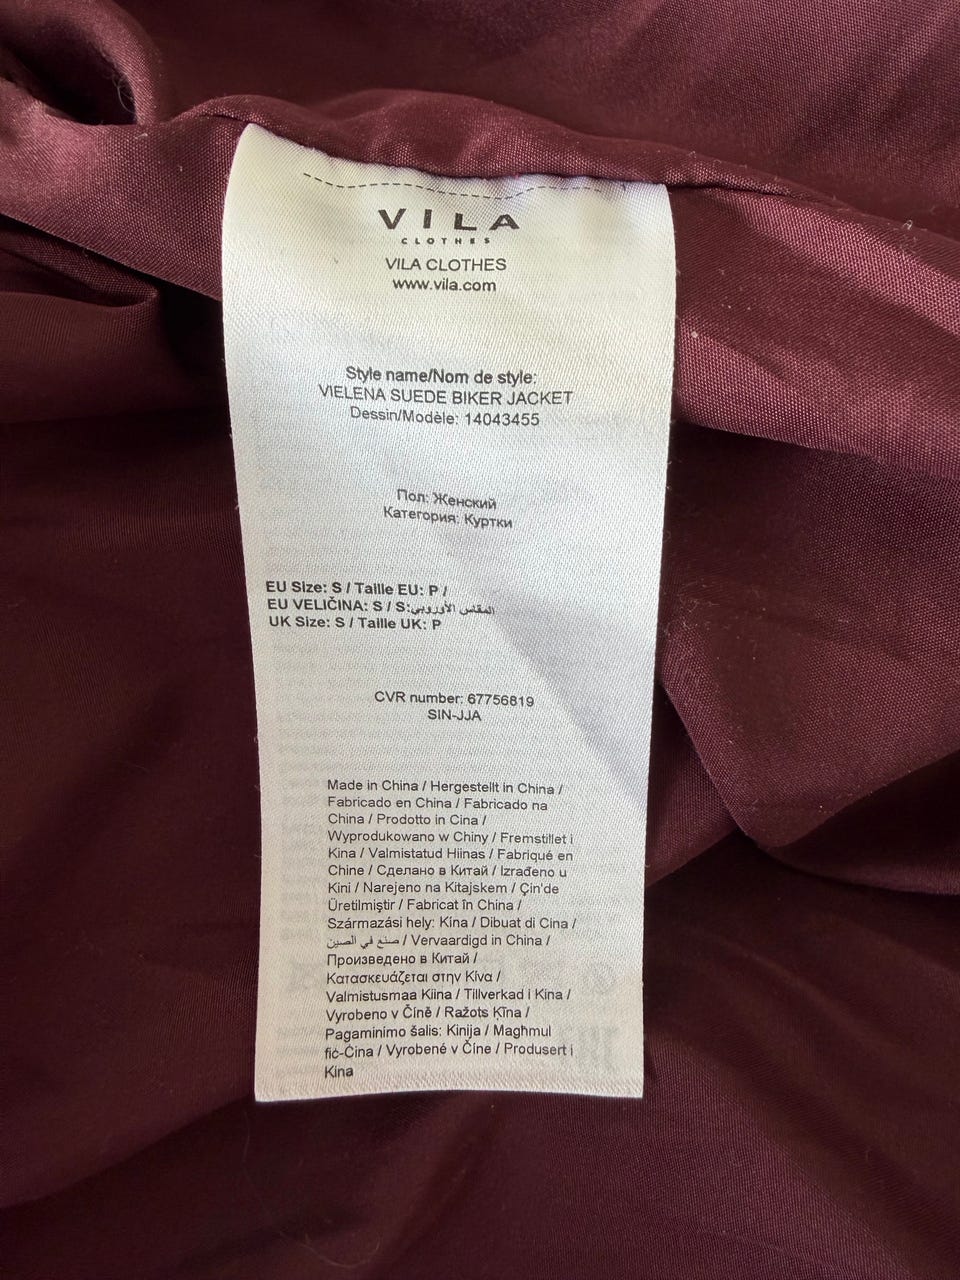 VILA
CLOTHES
VILA CLOTHES
www.vila.com
Style name/Nom de style:
VIELENA SUEDE BIKER JACKET
Dessin/Modèle: 14043455
Пол: Женский
Категория: Куртки
EU Size: S / Taille EU: P /
EU VELIČINA: S / S:المقاس الأوروبي
UK Size: S / Taille UK: P
CVR number: 67756819
SIN-JJA
Made in China / Hergestellt in China /
Fabricado en China / Fabricado na
China / Prodotto in Cina /
Wyprodukowano w Chiny / Fremstillet i
Kina / Valmistatud Hiinas / Fabriqué en
Chine / Сделано в Китай / Izrađeno u
Kini / Narejeno na Kitajskem / Çin'de
Üretilmiştir / Fabricat în China /
Származási hely: Kína / Dibuat di Cina /
صنع في الصين / Vervaardigd in China /
Произведено в Китай /
Κατασκευάζεται στην Κίνα /
Valmistusmaa Kiina / Tillverkad i Kina /
Vyrobeno v Číně / Ražots Ķīna /
Pagaminimo šalis: Kinija / Magħmul
fiċ-Ċina / Vyrobené v Číne / Produsert i
Kina